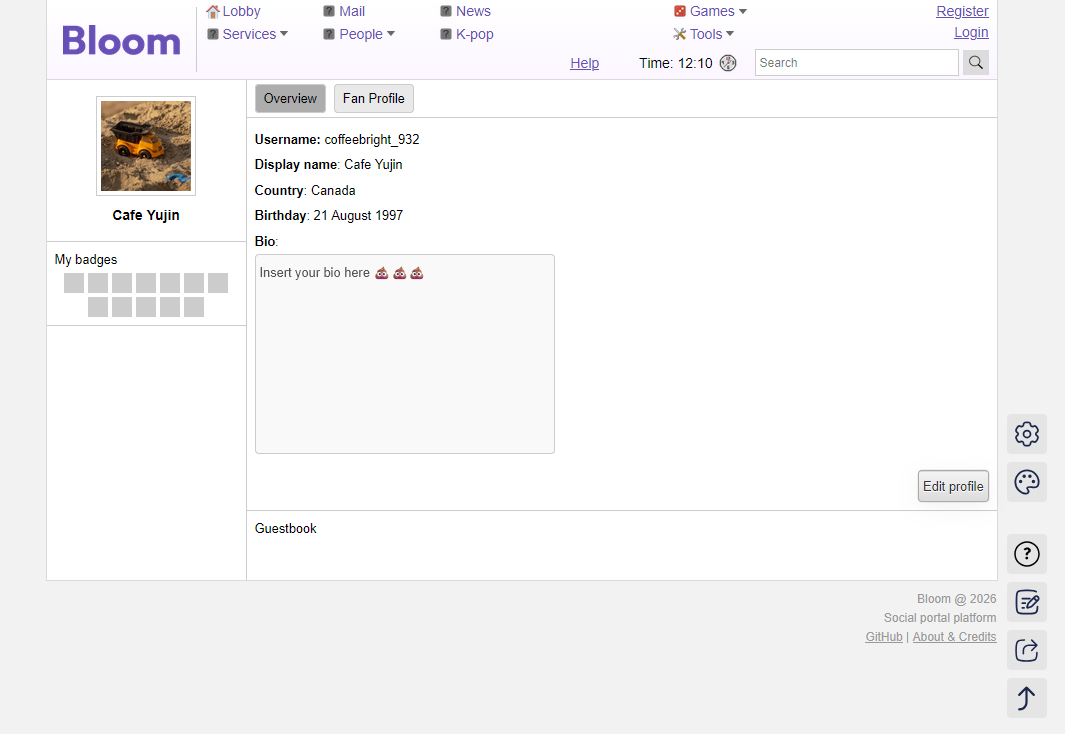 Bloom
Lobby
Mail
News
Games
Register
Services
People
K-pop
Tools
Login
Help
Time: 12:10
Search
Overview
Fan Profile
Cafe Yujin
My badges
Username: coffeebright_932
Display name: Cafe Yujin
Country: Canada
Birthday: 21 August 1997
Bio:
Insert your bio here 💩 💩 💩
Edit profile
Guestbook
Bloom @ 2026
Social portal platform
GitHub | About & Credits